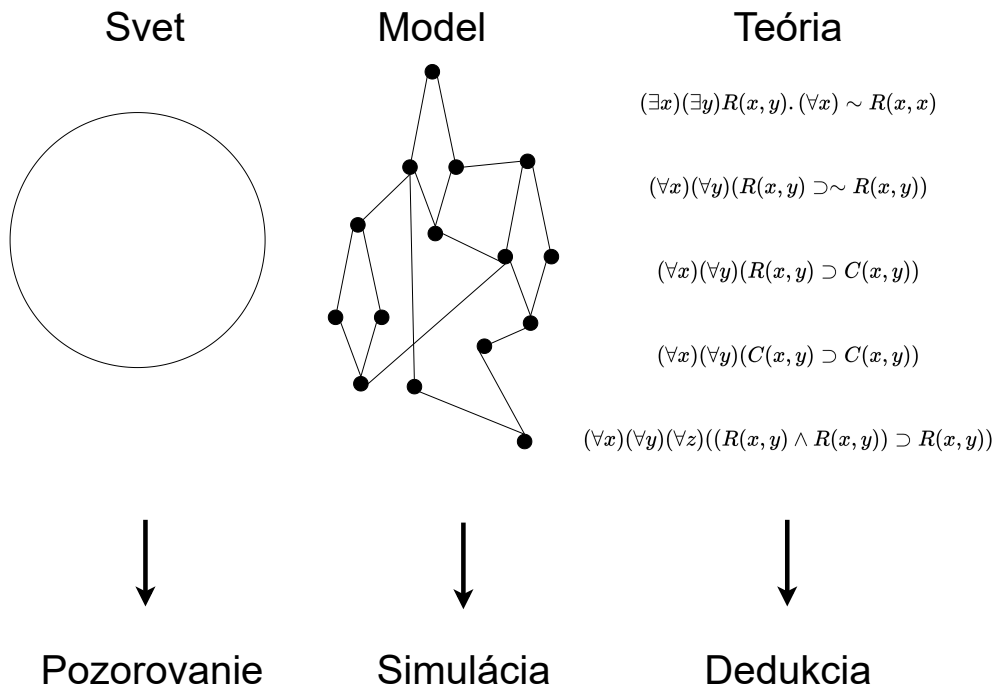 Svet Model Teória
(∃x)(∃y)R(x, y). (∀x) ∼ R(x, x)
(∀x)(∀y)(R(x, y) ⊃∼ R(x, y))
(∀x)(∀y)(R(x, y) ⊃ C(x, y))
(∀x)(∀y)(C(x, y) ⊃ C(x, y))
(∀x)(∀y)(∀z)((R(x, y) ∧ R(x, y)) ⊃ R(x, y))
Pozorovanie Simulácia Dedukcia